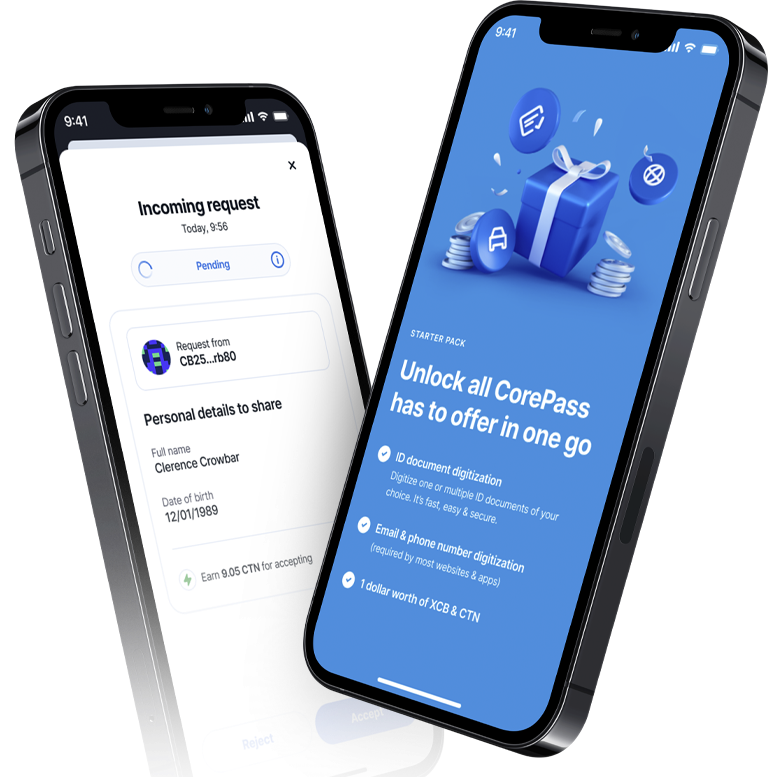 9:41
Incoming request
Today, 9:56
Pending
Request from
CB25...rb80
Personal details to share
Full name
Clerence Crowbar
Date of birth
12/01/1989
Earn 9.05 CTN for accepting
Reject
Accept
9:41
STARTER PACK
Unlock all CorePass
has to offer in one go
ID document digitization
Digitize one or multiple ID documents of your
choice. It's fast, easy & secure.
Email & phone number digitization
(required by most websites & apps)
1 dollar worth of XCB & CTN